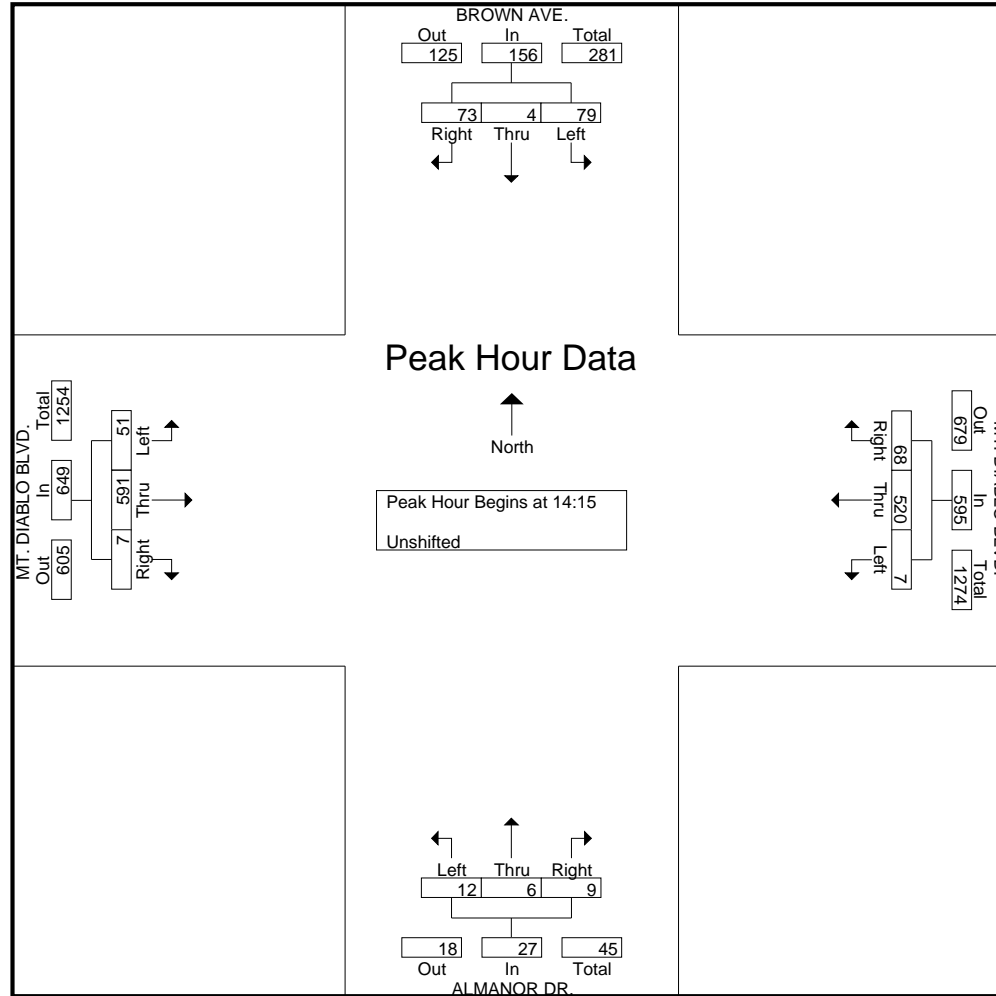 BROWN AVE.
Out In Total
125 156 281
73 4 79
Right Thru Left
Peak Hour Data
North
Peak Hour Begins at 14:15
Unshifted
MT. DIABLO BLVD.
Total In Out
1254 649 605
51 591 7
Left Thru Right
Out In Total
679 595 1274
68 520 7
Right Thru Left
Left Thru Right
12 6 9
18 27 45
Out In Total
ALMANOR DR.